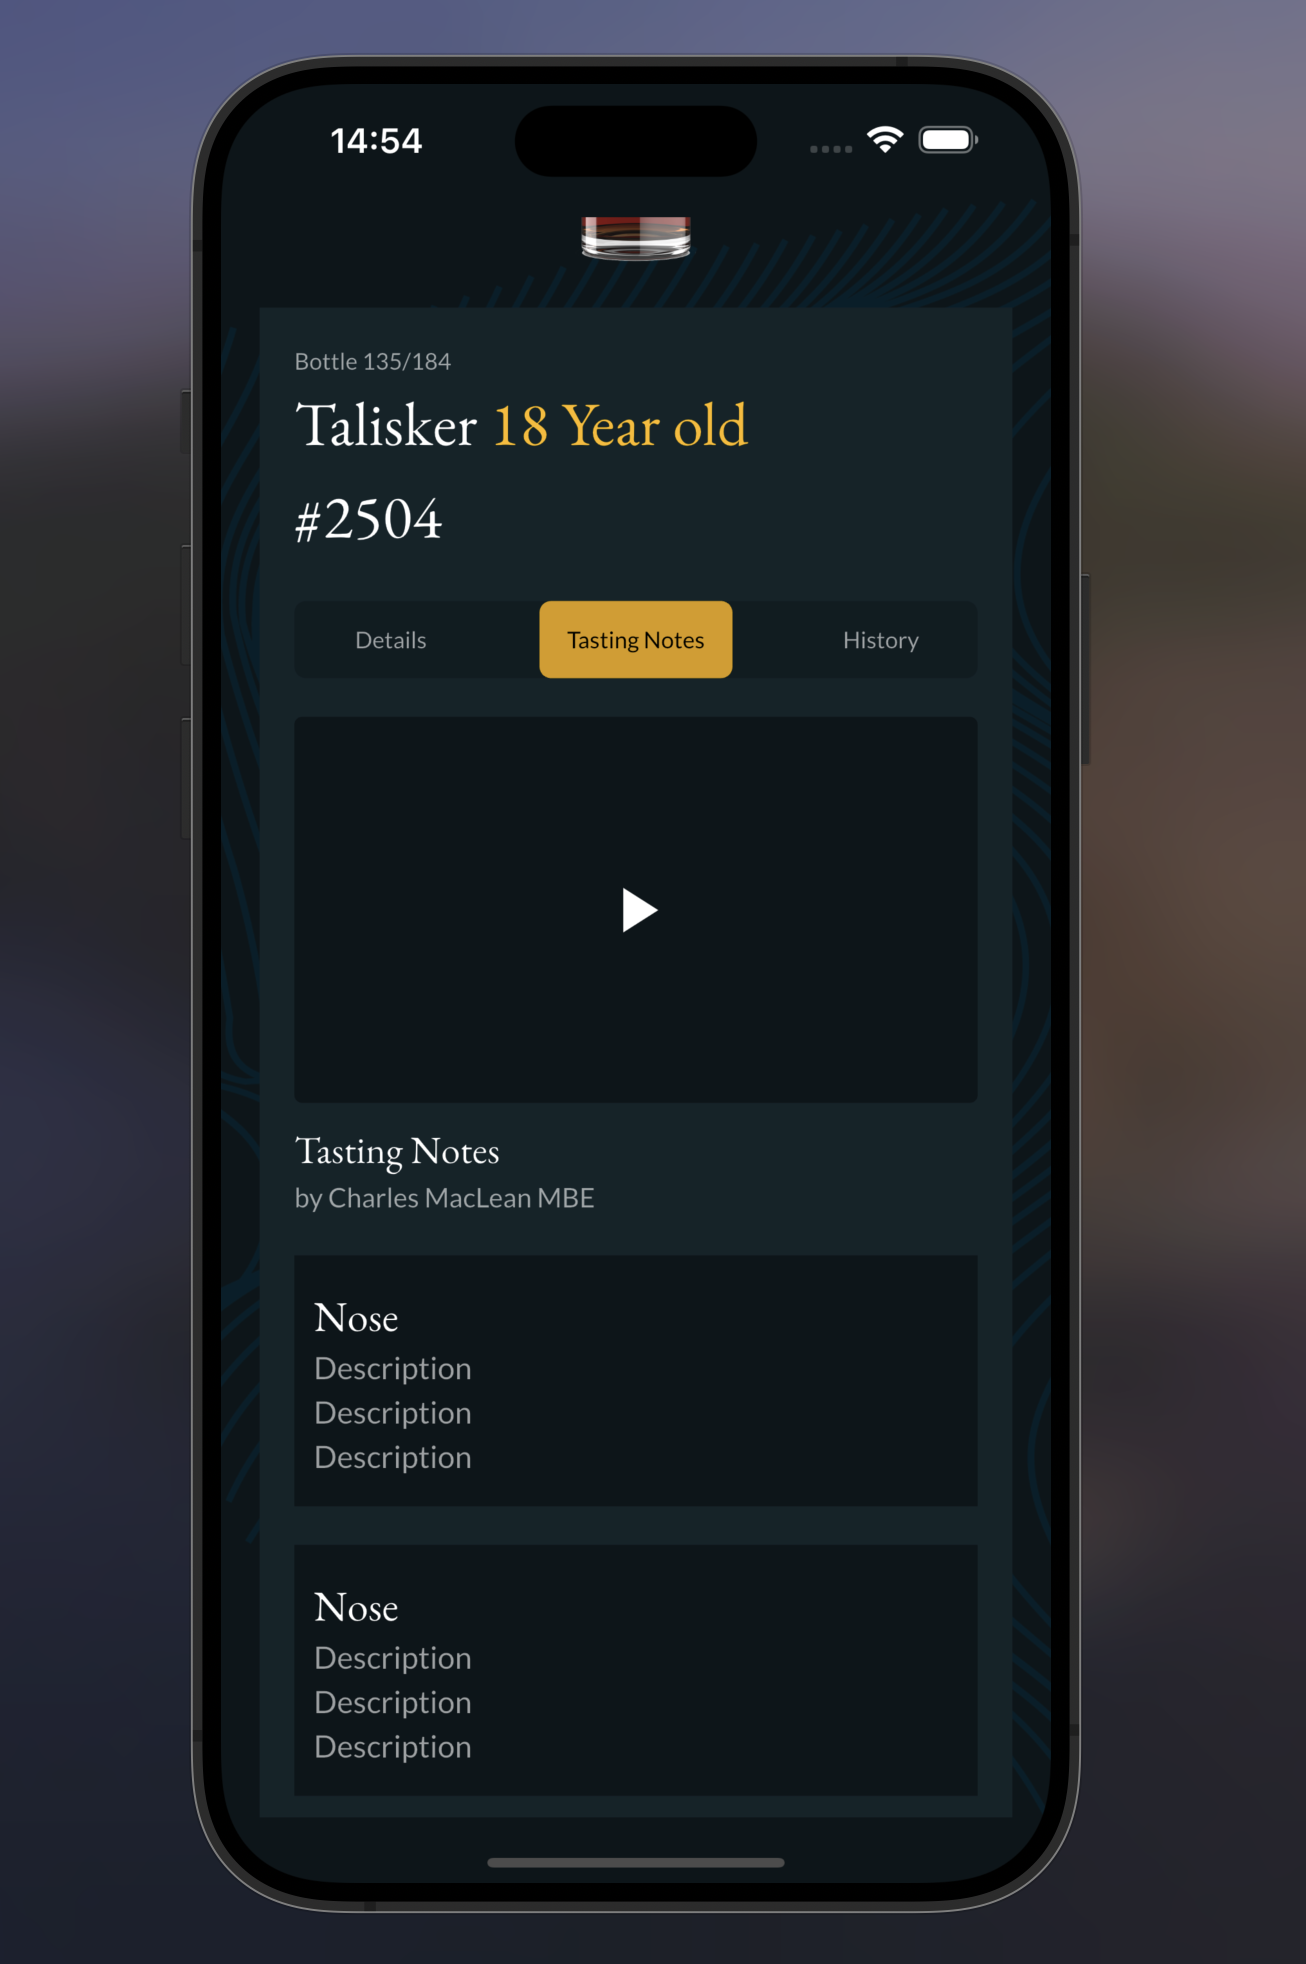 14:54
Bottle 135/184
Talisker 18 Year old
#2504
Details Tasting Notes History
Tasting Notes
by Charles MacLean MBE
Nose
Description
Description
Description
Nose
Description
Description
Description